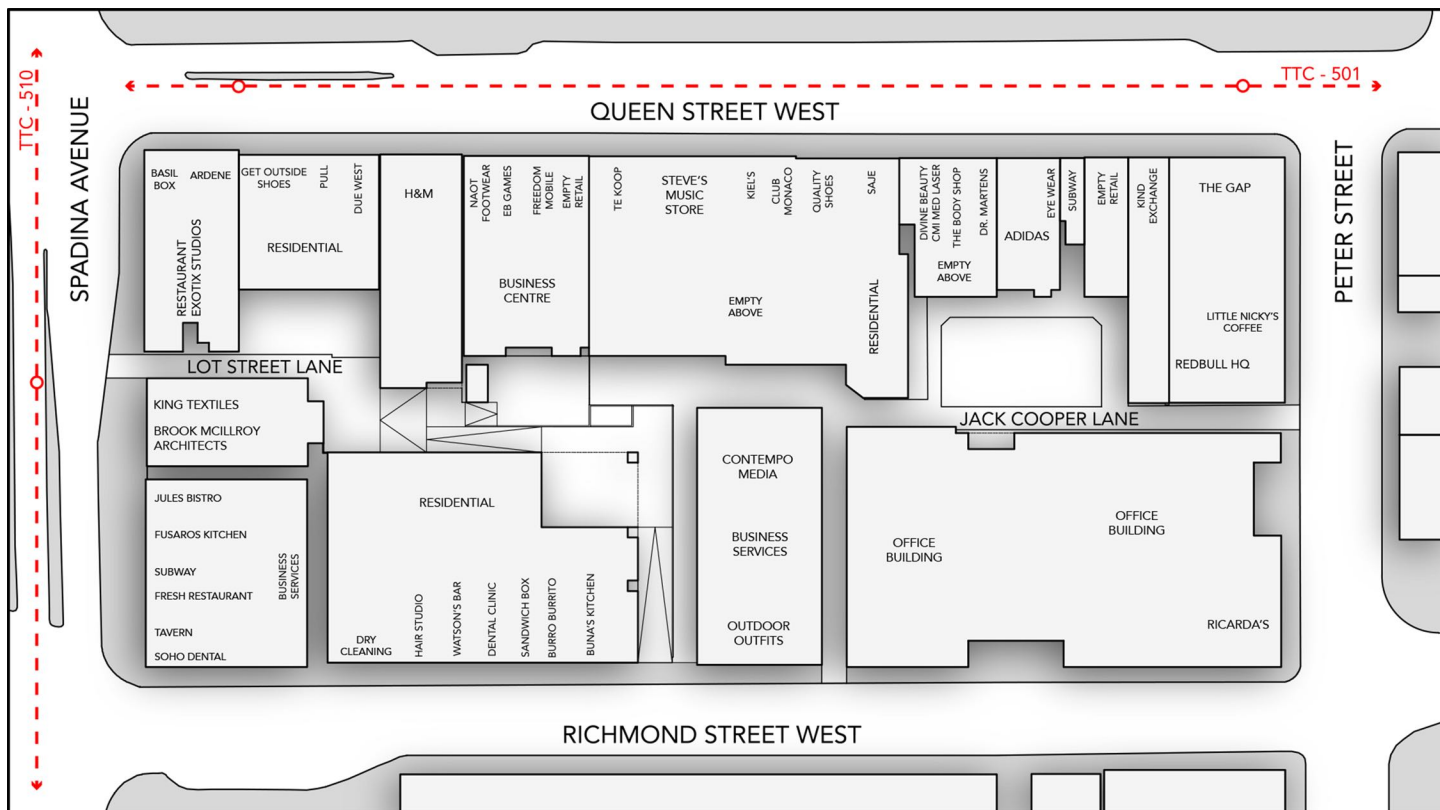 TTC - 501
TTC - 510
QUEEN STREET WEST
SPADINA AVENUE
PETER STREET
BASIL
BOX
ARDENE
RESTAURANT
EXOTIX STUDIOS
GET OUTSIDE
SHOES
PULL
DUE WEST
RESIDENTIAL
H&M
NAOT
FOOTWEAR
EB GAMES
FREEDOM
MOBILE
EMPTY
RETAIL
BUSINESS
CENTRE
TE KOOP
STEVE'S
MUSIC
STORE
KIEL'S
CLUB
MONACO
QUALITY
SHOES
SAJE
EMPTY
ABOVE
RESIDENTIAL
DIVINE BEAUTY
CMI MED LASER
THE BODY SHOP
DR. MARTENS
EMPTY
ABOVE
ADIDAS
EYE WEAR
SUBWAY
EMPTY
RETAIL
KIND
EXCHANGE
THE GAP
LITTLE NICKY'S
COFFEE
REDBULL HQ
LOT STREET LANE
JACK COOPER LANE
KING TEXTILES
BROOK MCILLROY
ARCHITECTS
JULES BISTRO
FUSAROS KITCHEN
SUBWAY
FRESH RESTAURANT
TAVERN
SOHO DENTAL
BUSINESS
SERVICES
RESIDENTIAL
DRY
CLEANING
HAIR STUDIO
WATSON'S BAR
DENTAL CLINIC
SANDWICH BOX
BURRO BURRITO
BUNA'S KITCHEN
CONTEMPO
MEDIA
BUSINESS
SERVICES
OUTDOOR
OUTFITS
OFFICE
BUILDING
OFFICE
BUILDING
RICARDA'S
RICHMOND STREET WEST